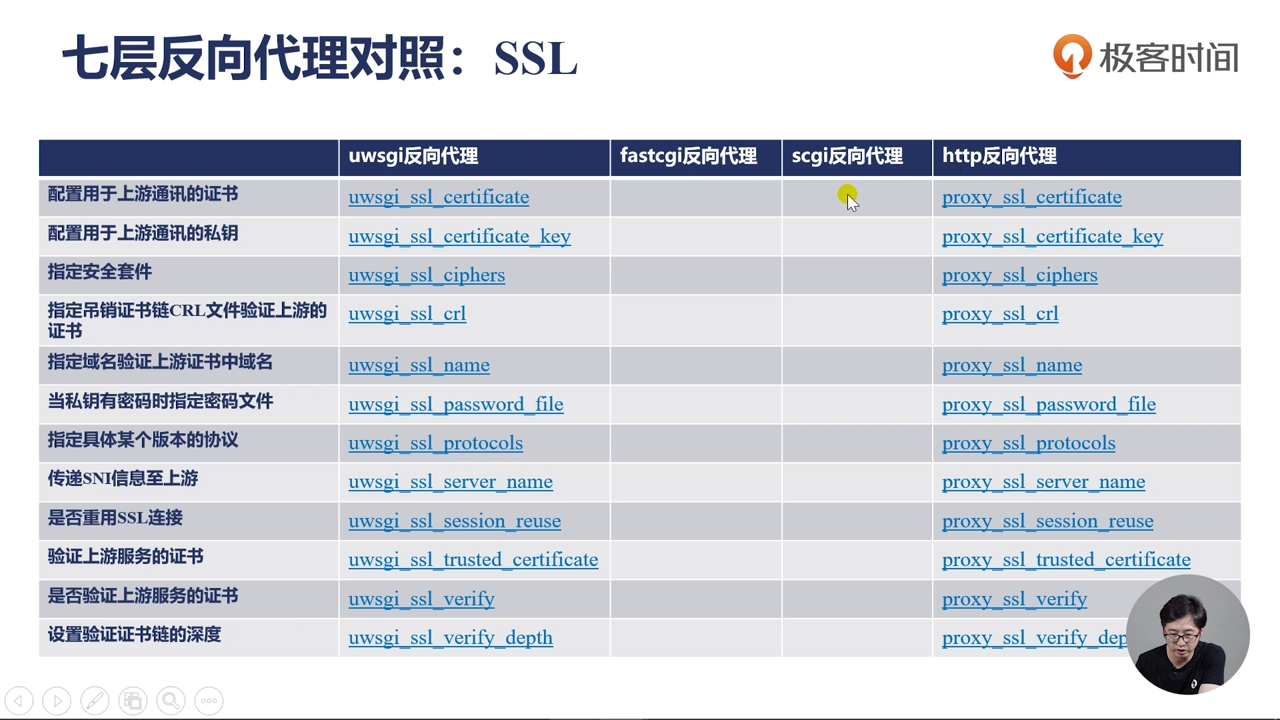 七层反向代理对照：SSL
极客时间
uwsgi反向代理 fastcgi反向代理 scgi反向代理 http反向代理
配置用于上游通讯的证书 uwsgi_ssl_certificate proxy_ssl_certificate
配置用于上游通讯的私钥 uwsgi_ssl_certificate_key proxy_ssl_certificate_key
指定安全套件 uwsgi_ssl_ciphers proxy_ssl_ciphers
指定吊销证书链CRL文件验证上游的 uwsgi_ssl_crl proxy_ssl_crl
证书
指定域名验证上游证书中域名 uwsgi_ssl_name proxy_ssl_name
当私钥有密码时指定密码文件 uwsgi_ssl_password_file proxy_ssl_password_file
指定具体某个版本的协议 uwsgi_ssl_protocols proxy_ssl_protocols
传递SNI信息至上游 uwsgi_ssl_server_name proxy_ssl_server_name
是否重用SSL连接 uwsgi_ssl_session_reuse proxy_ssl_session_reuse
验证上游服务的证书 uwsgi_ssl_trusted_certificate proxy_ssl_trusted_certificate
是否验证上游服务的证书 uwsgi_ssl_verify proxy_ssl_verify
设置验证证书链的深度 uwsgi_ssl_verify_depth proxy_ssl_verify_dep